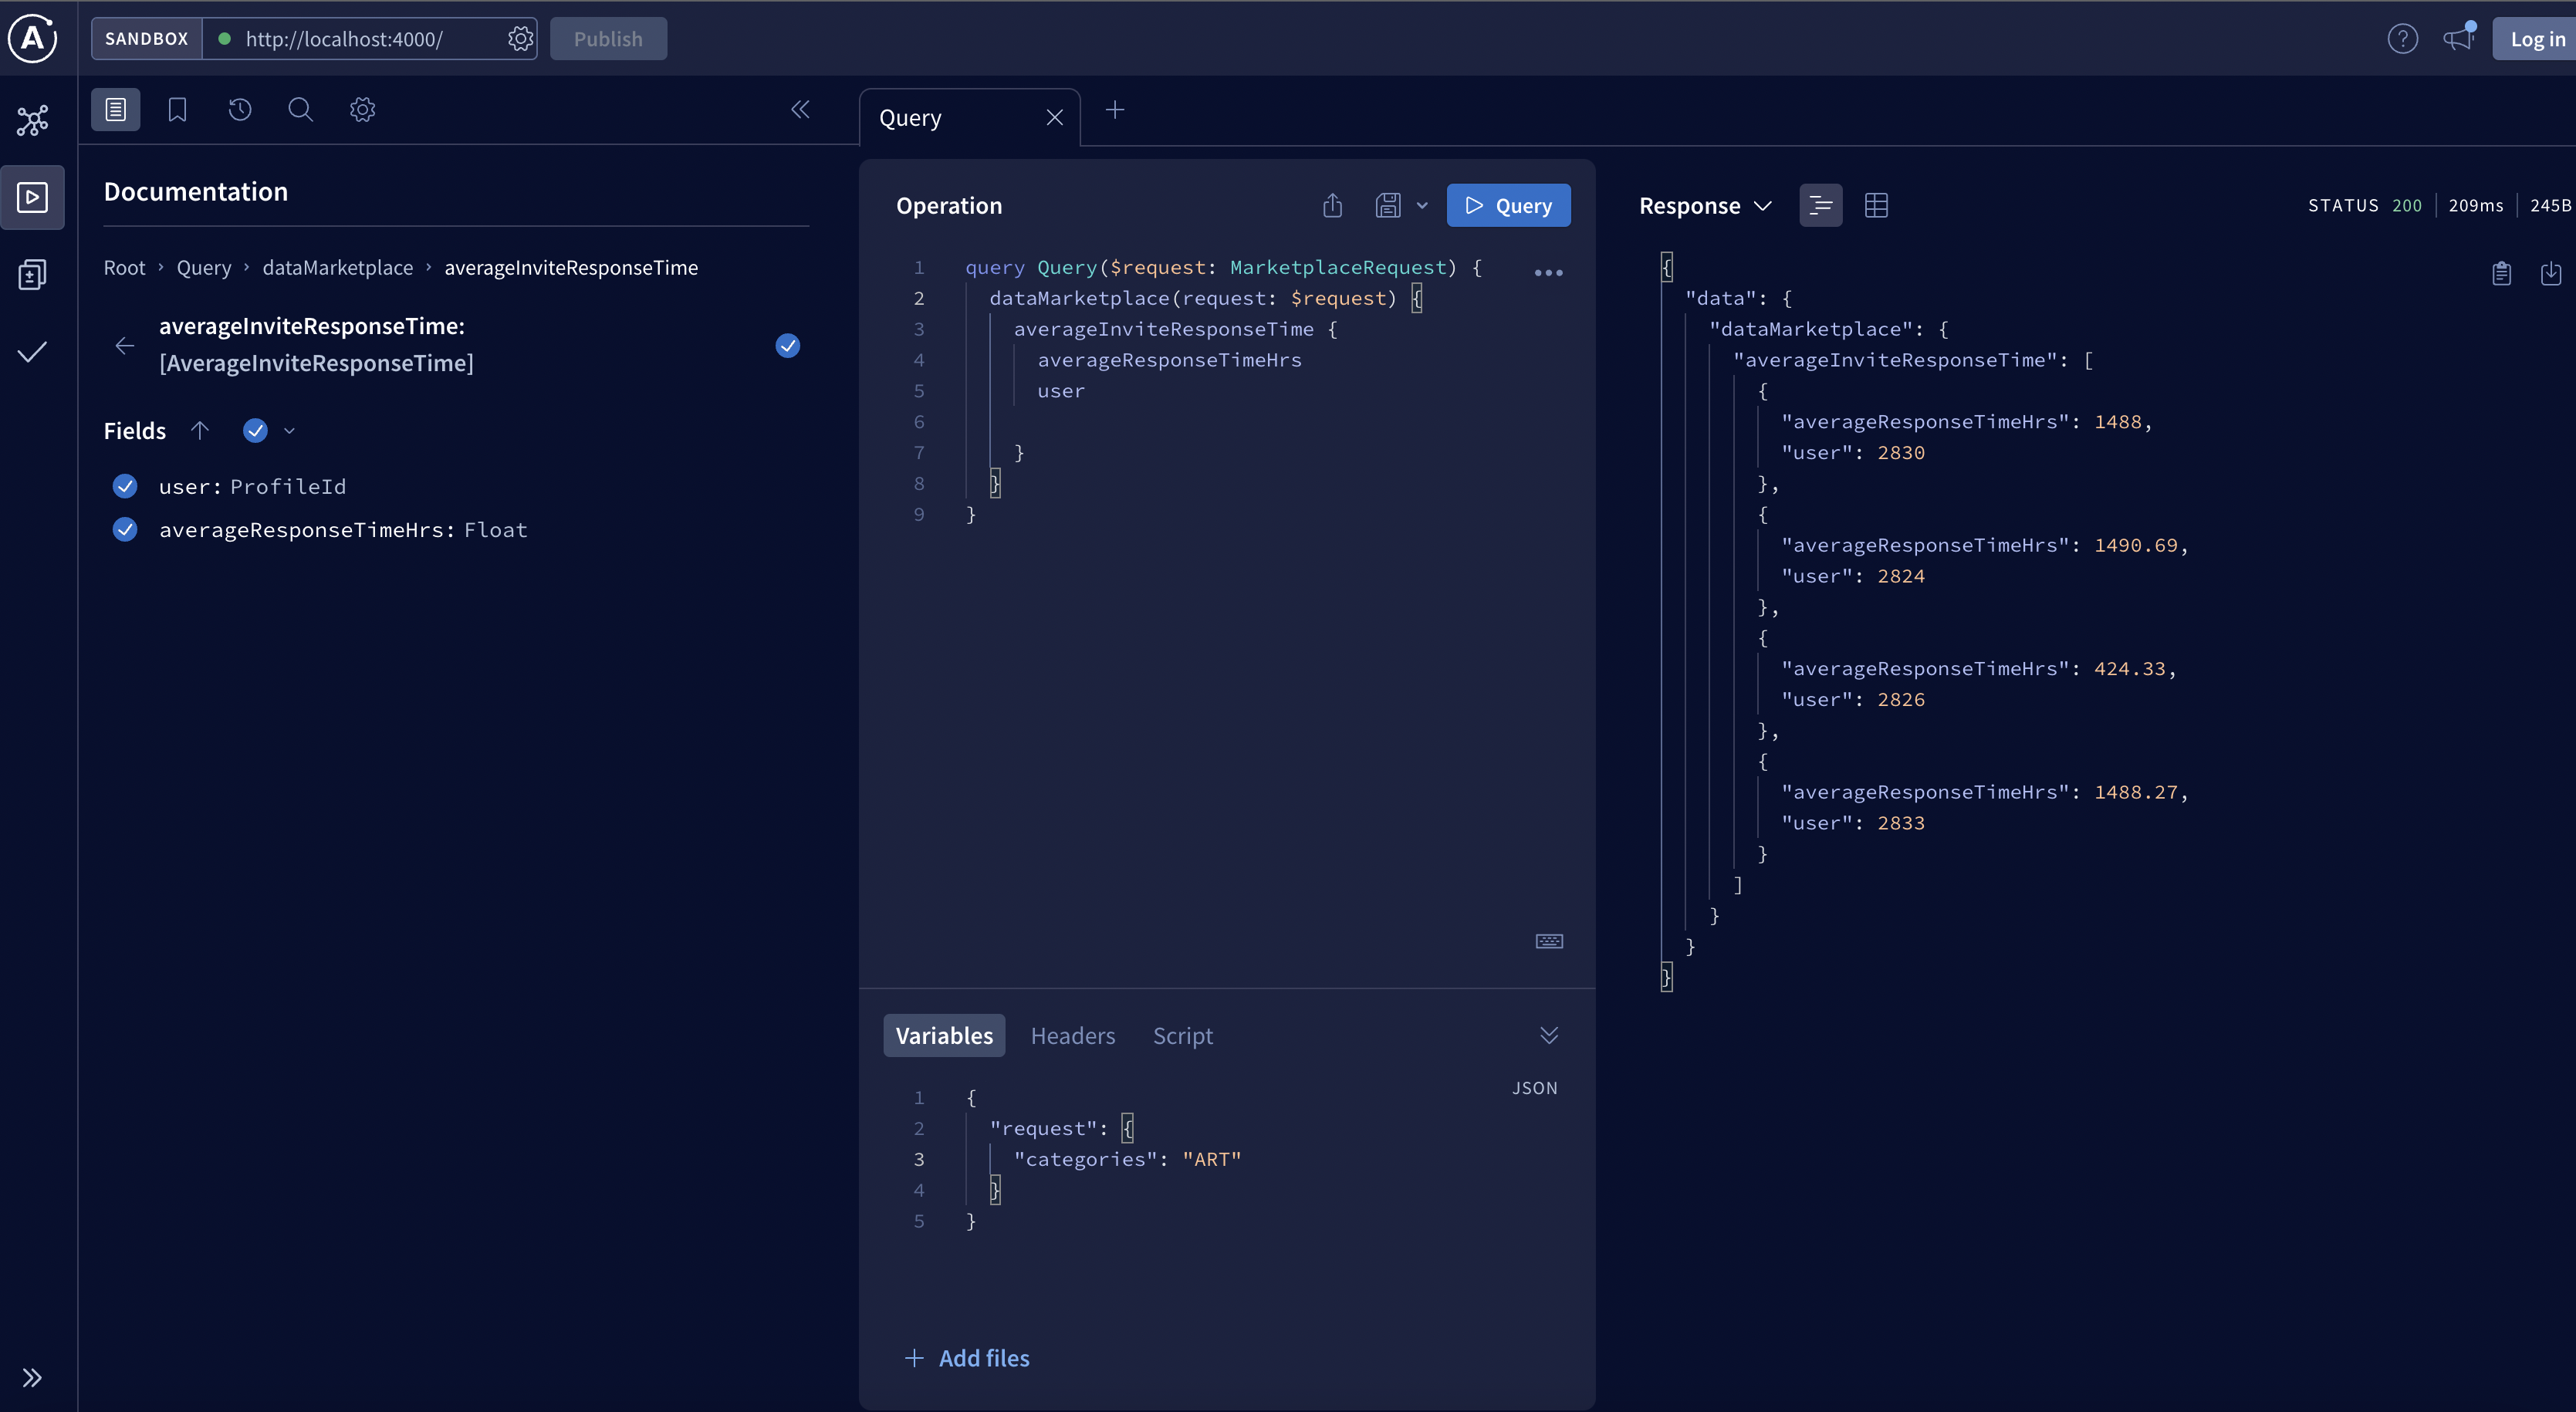 A
SANDBOX http://localhost:4000/ Publish
? Log in
Documentation
Root › Query › dataMarketplace › averageInviteResponseTime
averageInviteResponseTime:
[AverageInviteResponseTime]
Fields
user: ProfileId
averageResponseTimeHrs: Float
Query
Operation
Query
1 query Query($request: MarketplaceRequest) {
2 dataMarketplace(request: $request) {
3 averageInviteResponseTime {
4 averageResponseTimeHrs
5 user
6
7 }
8 }
9 }
Variables Headers Script
JSON
1 {
2 "request": {
3 "categories": "ART"
4 }
5 }
+ Add files
Response
STATUS 200 209ms 245B
{
"data": {
"dataMarketplace": {
"averageInviteResponseTime": [
{
"averageResponseTimeHrs": 1488,
"user": 2830
},
{
"averageResponseTimeHrs": 1490.69,
"user": 2824
},
{
"averageResponseTimeHrs": 424.33,
"user": 2826
},
{
"averageResponseTimeHrs": 1488.27,
"user": 2833
}
]
}
}
}